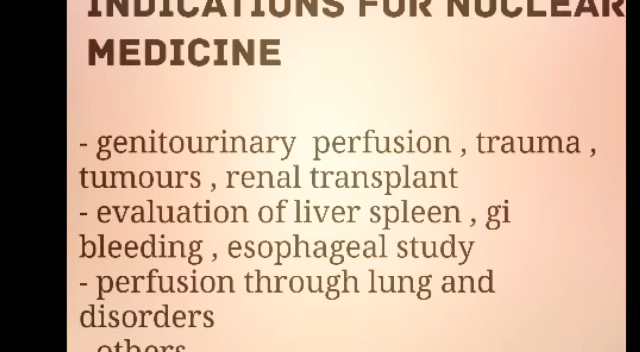 INDICATIONS FOR NUCLEAR
MEDICINE
- genitourinary perfusion , trauma ,
tumours , renal transplant
- evaluation of liver spleen , gi
bleeding , esophageal study
- perfusion through lung and
disorders
- others